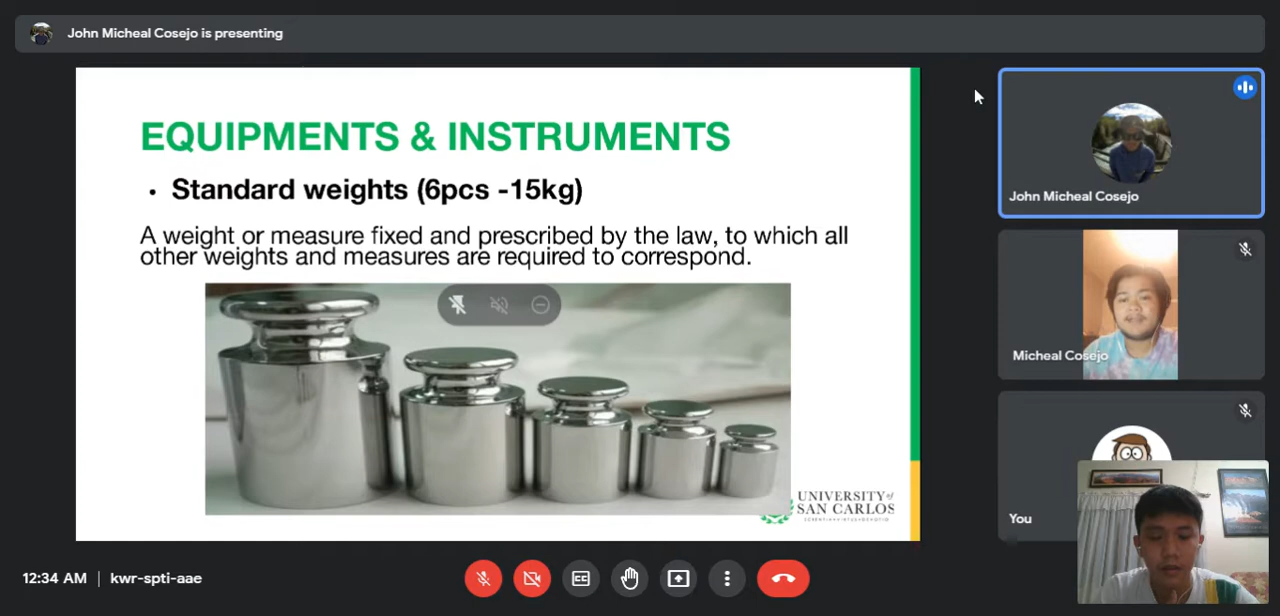 John Micheal Cosejo is presenting
EQUIPMENTS & INSTRUMENTS
• Standard weights (6pcs -15kg)
A weight or measure fixed and prescribed by the law, to which all
other weights and measures are required to correspond.
UNIVERSITY of
SAN CARLOS
John Micheal Cosejo
Micheal Cosejo
You
12:34 AM | kwr-spti-aae
CC